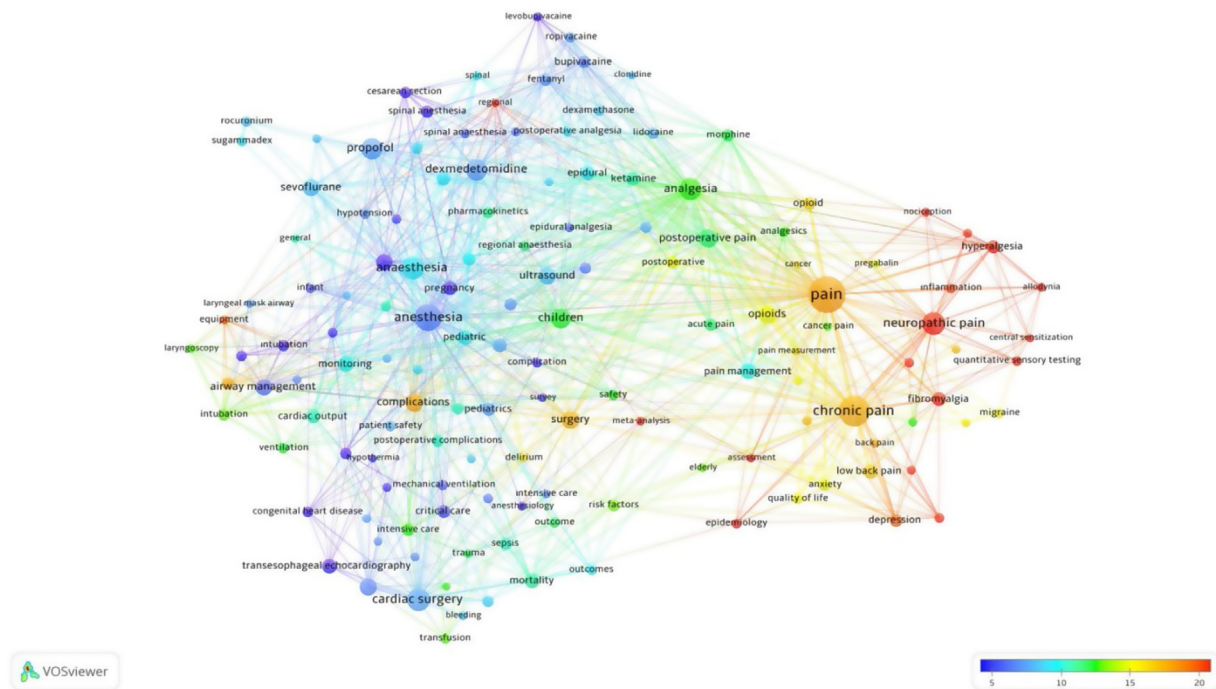 levobupivacaine
ropivacaine
bupivacaine
spinal
fentanyl
clonidine
cesarean section
regional
spinal anesthesia
dexamethasone
rocuronium
spinal anaesthesia
postoperative analgesia
lidocaine
morphine
sugammadex
propofol
dexmedetomidine
epidural
ketamine
sevoflurane
analgesia
opioid
hypotension
pharmacokinetics
nociception
epidural analgesia
analgesics
general
regional anaesthesia
postoperative pain
hyperalgesia
postoperative
cancer
pregabalin
anaesthesia
ultrasound
infant
pregnancy
pain
inflammation
allodynia
laryngeal mask airway
equipment
anesthesia
children
opioids
acute pain
cancer pain
neuropathic pain
laryngoscopy
intubation
pediatric
central sensitization
monitoring
complication
pain measurement
quantitative sensory testing
pain management
airway management
survey
safety
fibromyalgia
complications
pediatrics
chronic pain
migraine
intubation
cardiac output
patient safety
surgery
meta-analysis
ventilation
postoperative complications
back pain
hypothermia
delirium
elderly
assessment
low back pain
mechanical ventilation
anxiety
intensive care
quality of life
congenital heart disease
critical care
anesthesiology
risk factors
intensive care
outcome
epidemiology
depression
sepsis
trauma
transesophageal echocardiography
outcomes
mortality
cardiac surgery
bleeding
transfusion
VOSviewer
5 10 15 20